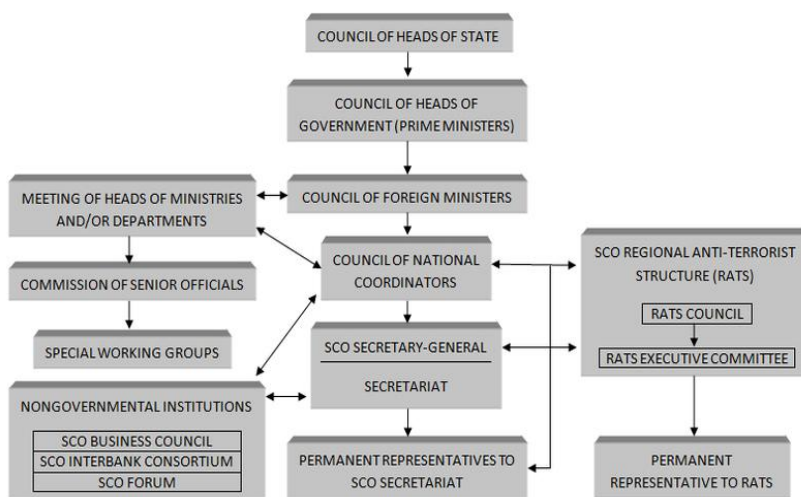 COUNCIL OF HEADS OF STATE
COUNCIL OF HEADS OF
GOVERNMENT (PRIME MINISTERS)
MEETING OF HEADS OF MINISTRIES
AND/OR DEPARTMENTS
COUNCIL OF FOREIGN MINISTERS
COMMISSION OF SENIOR OFFICIALS
COUNCIL OF NATIONAL
COORDINATORS
SCO REGIONAL ANTI-TERRORIST
STRUCTURE (RATS)
RATS COUNCIL
RATS EXECUTIVE COMMITTEE
SPECIAL WORKING GROUPS
SCO SECRETARY-GENERAL
SECRETARIAT
NONGOVERNMENTAL INSTITUTIONS
SCO BUSINESS COUNCIL
SCO INTERBANK CONSORTIUM
SCO FORUM
PERMANENT REPRESENTATIVES TO
SCO SECRETARIAT
PERMANENT
REPRESENTATIVE TO RATS